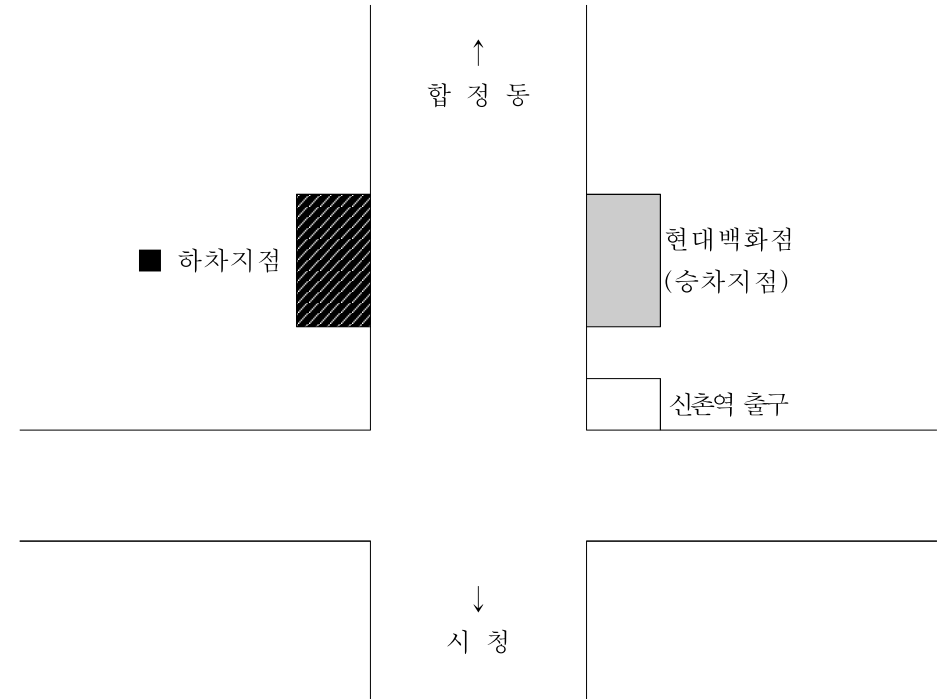 ↑
합 정 동
■ 하차지점
현대백화점
(승차지점)
신촌역 출구
↓
시 청